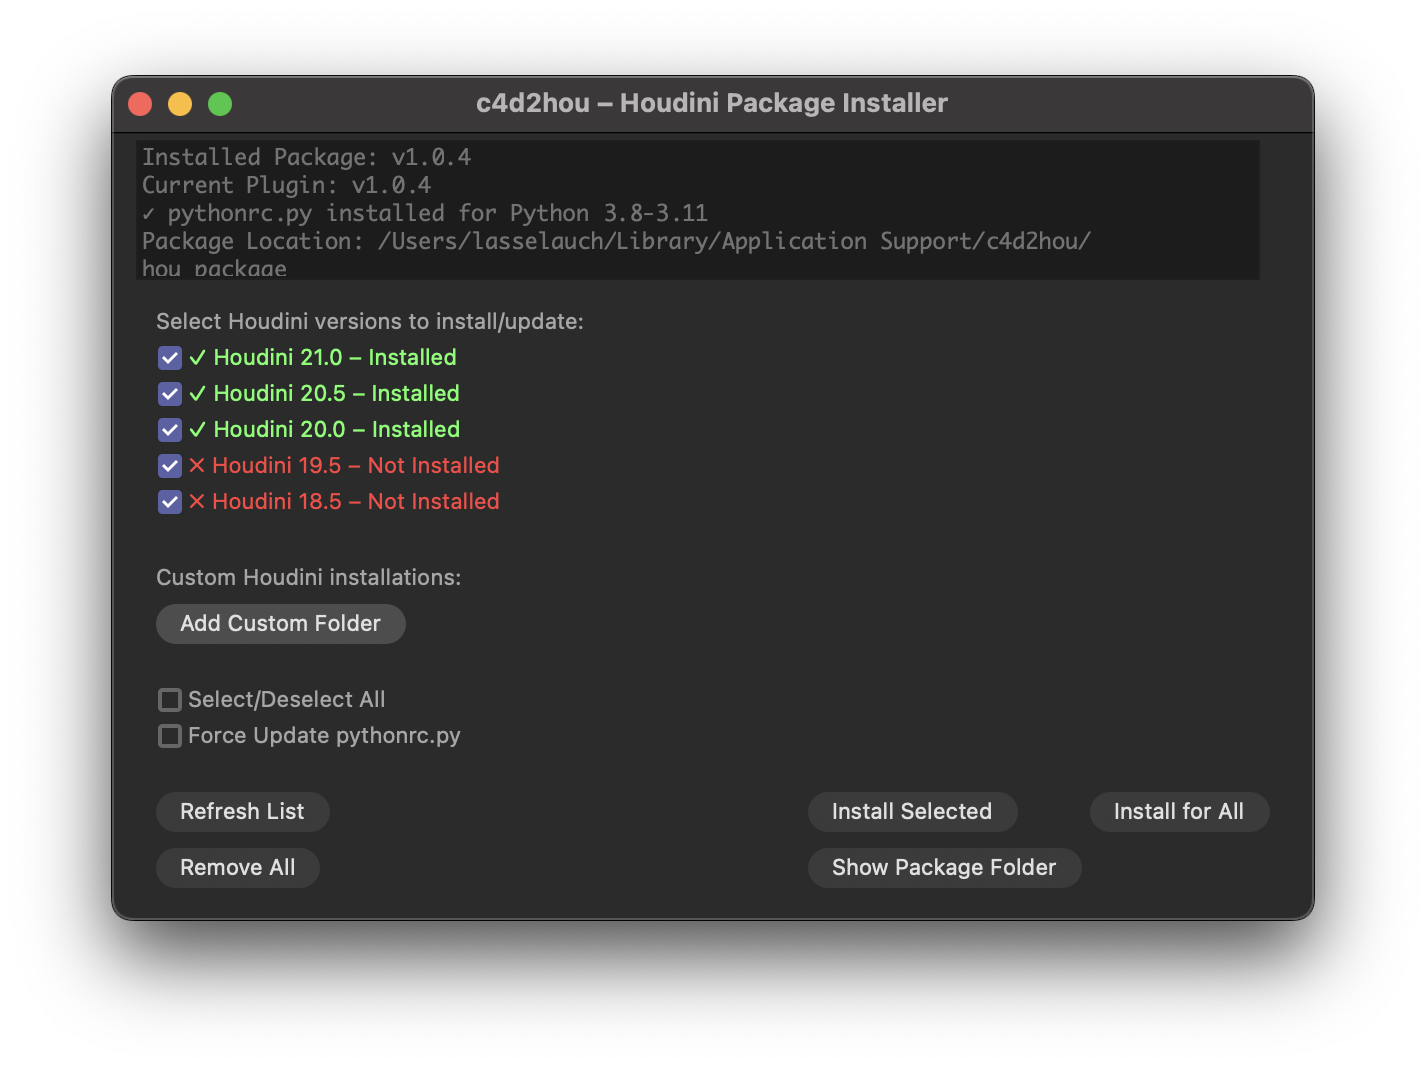 c4d2hou – Houdini Package Installer
Installed Package: v1.0.4
Current Plugin: v1.0.4
✓ pythonrc.py installed for Python 3.8-3.11
Package Location: /Users/lasselauch/Library/Application Support/c4d2hou/
hou_package
Select Houdini versions to install/update:
✓ Houdini 21.0 – Installed
✓ Houdini 20.5 – Installed
✓ Houdini 20.0 – Installed
✕ Houdini 19.5 – Not Installed
✕ Houdini 18.5 – Not Installed
Custom Houdini installations:
Add Custom Folder
Select/Deselect All
Force Update pythonrc.py
Refresh List
Install Selected
Install for All
Remove All
Show Package Folder